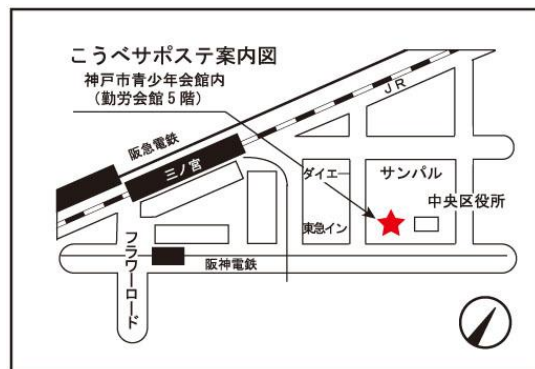 こうべサポステ案内図
神戸市青少年会館内
(勤労会館5階)
JR
阪急電鉄
三ノ宮
ダイエー
サンパル
中央区役所
東急イン
フラワーロード
阪神電鉄